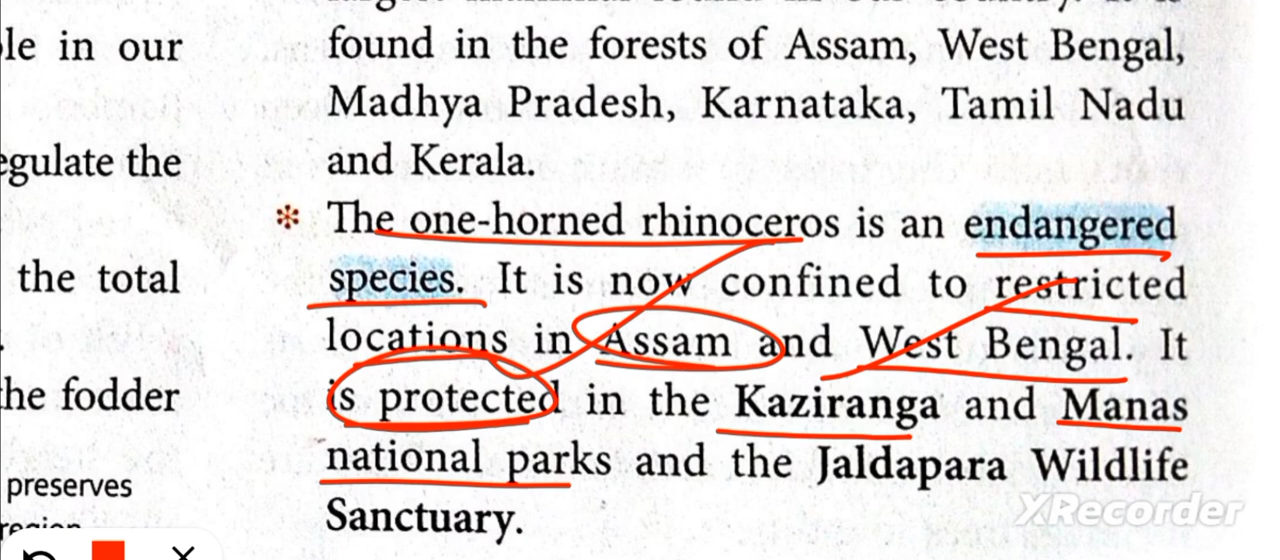 found in the forests of Assam, West Bengal,
Madhya Pradesh, Karnataka, Tamil Nadu
and Kerala.
* The one-horned rhinoceros is an endangered
species. It is now confined to restricted
locations in Assam and West Bengal. It
is protected in the Kaziranga and Manas
national parks and the Jaldapara Wildlife
Sanctuary.
in our
the
the total
fodder
preserves
XRecorder